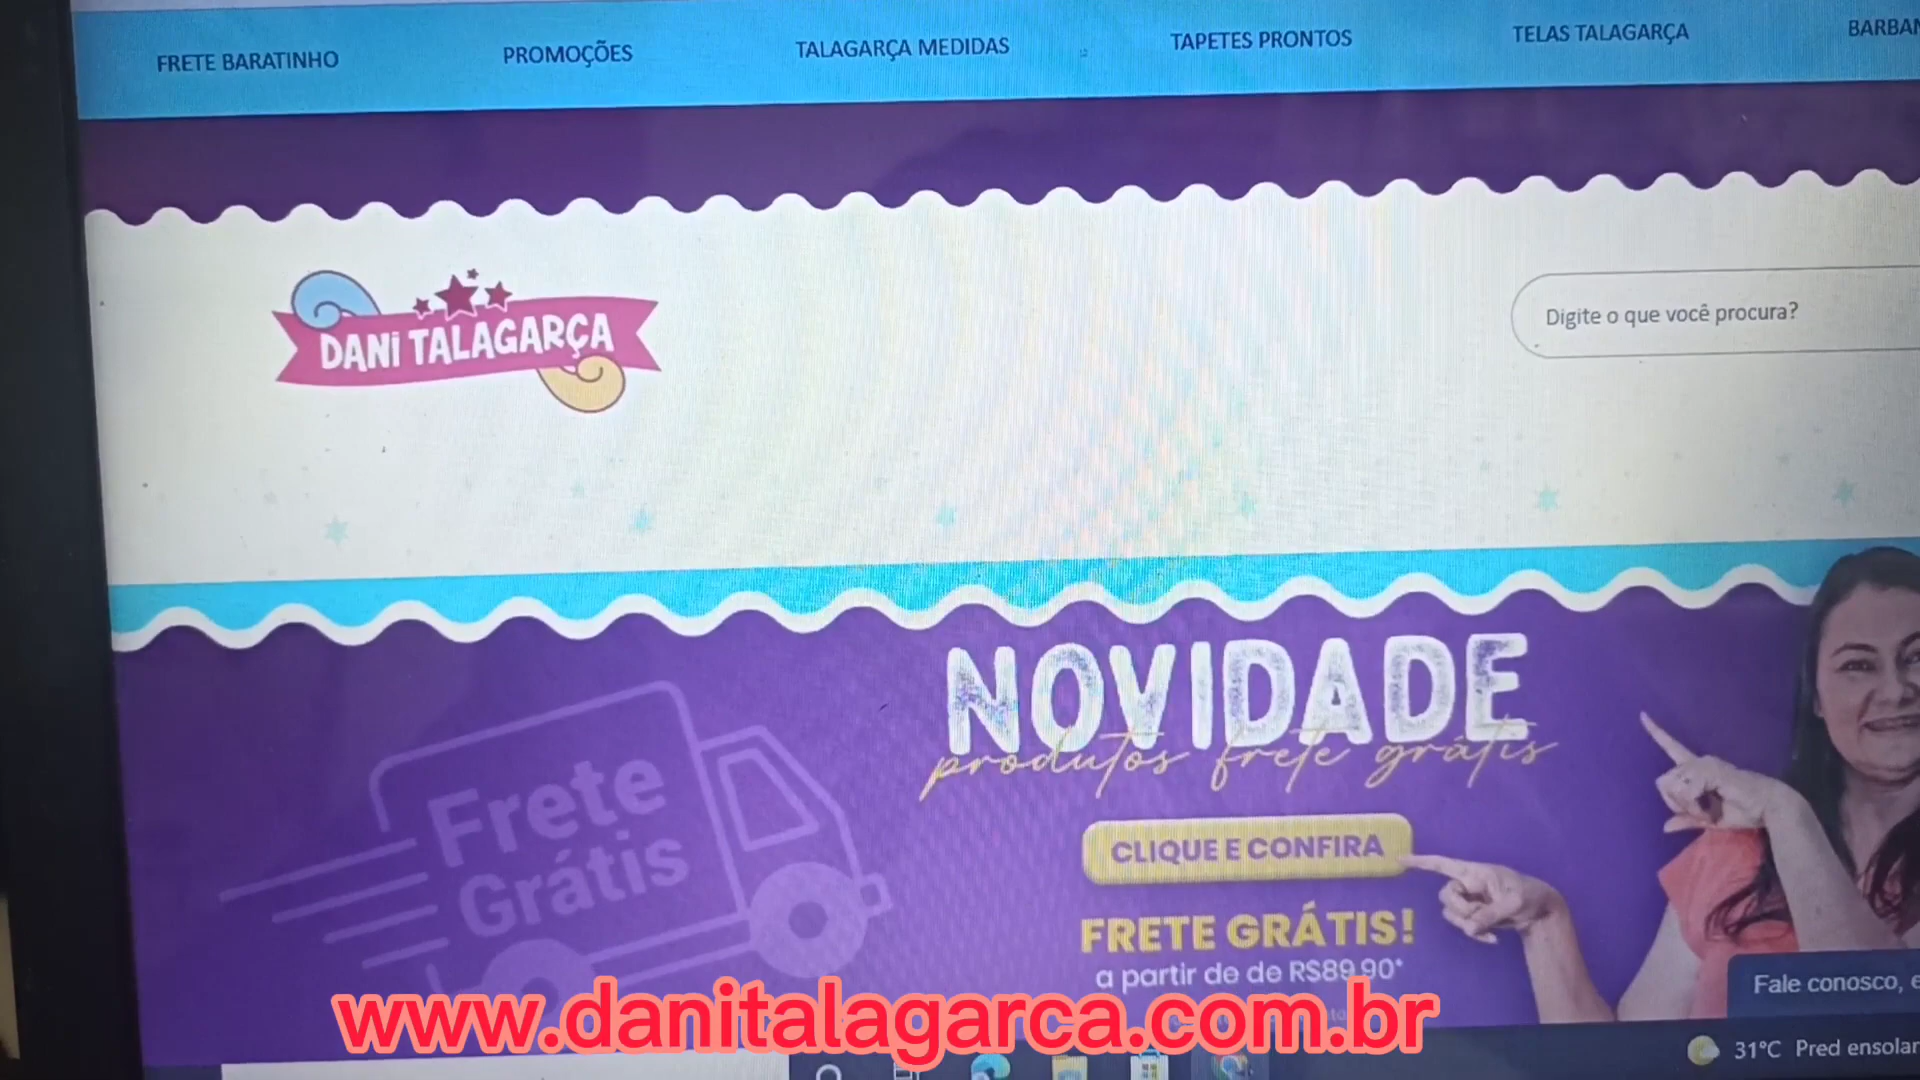 FRETE BARATINHO
PROMOÇÕES
TALAGARÇA MEDIDAS
TAPETES PRONTOS
TELAS TALAGARÇA
DANI TALAGARÇA
Digite o que você procura?
NOVIDADE
produtos frete grátis
Frete
Grátis
CLIQUE E CONFIRA
FRETE GRÁTIS!
a partir de de R$89,90*
Fale conosco,
www.danitalagarca.com.br
31°C Pred ensolar